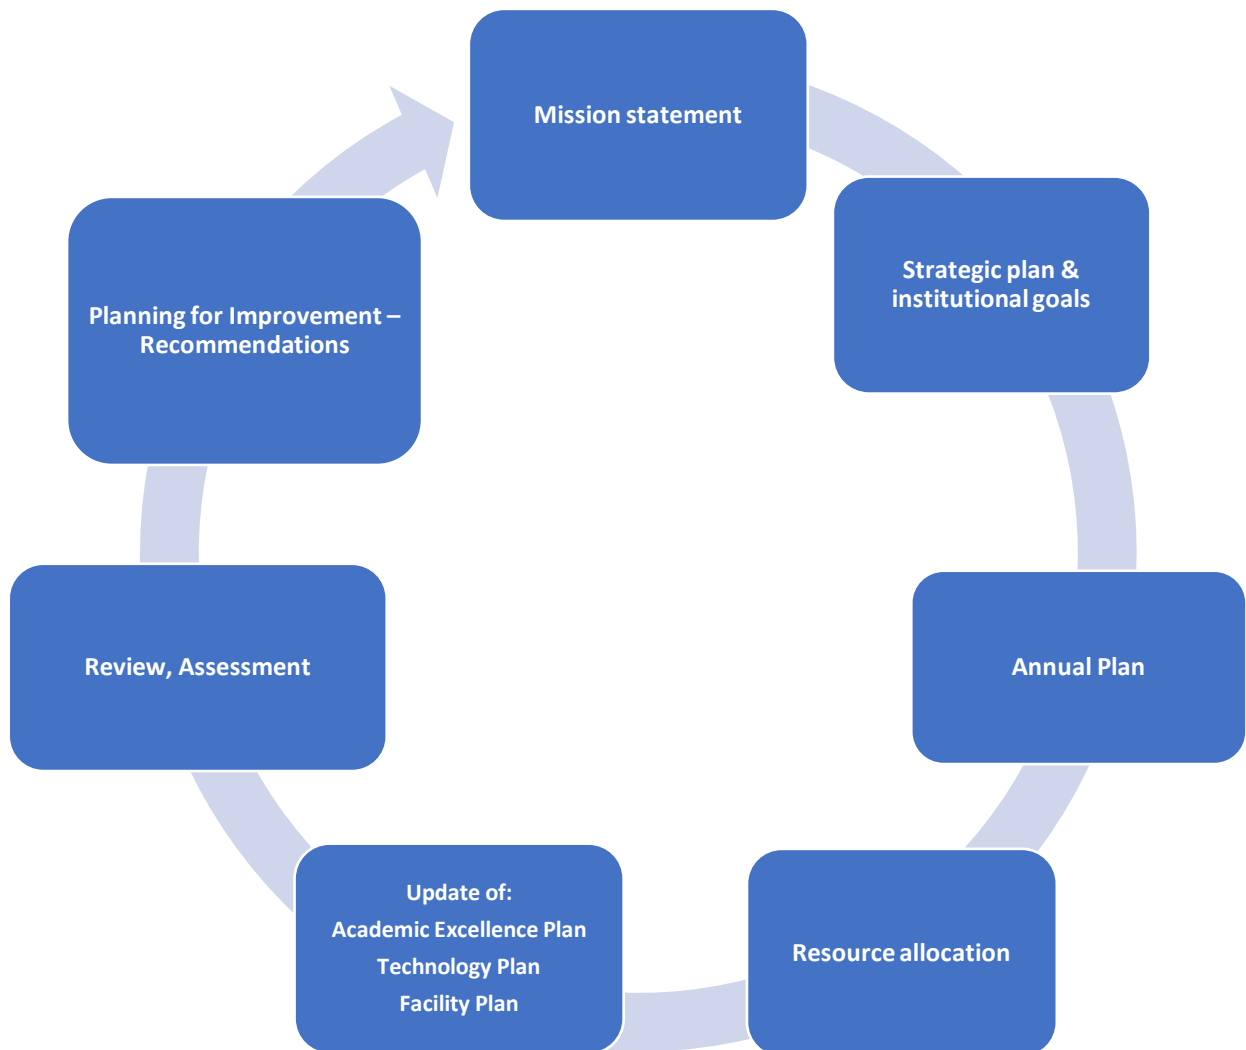 Mission statement
Strategic plan &
institutional goals
Annual Plan
Resource allocation
Update of:
Academic Excellence Plan
Technology Plan
Facility Plan
Review, Assessment
Planning for Improvement –
Recommendations